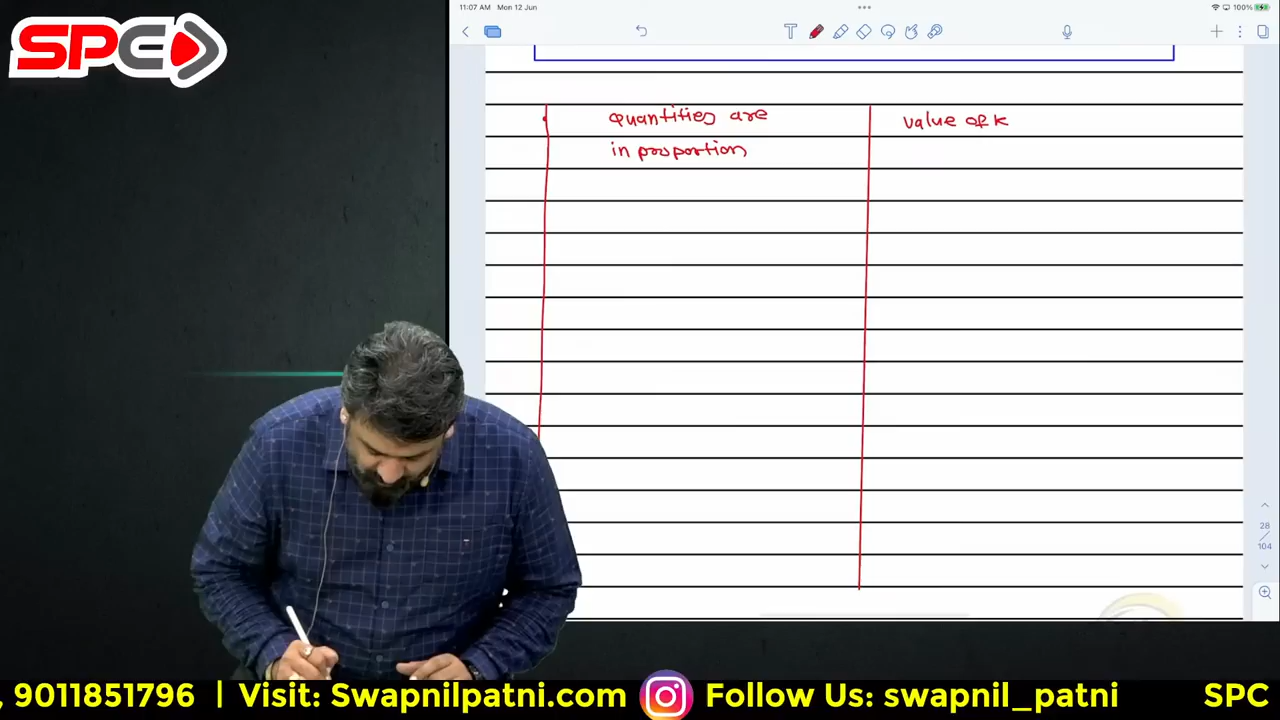 11:07 AM Mon 12 Jun
100%
SPC
T
quantities are
in proportion
value of k
28
104
9011851796 | Visit: Swapnilpatni.com Follow Us: swapnil_patni SPC